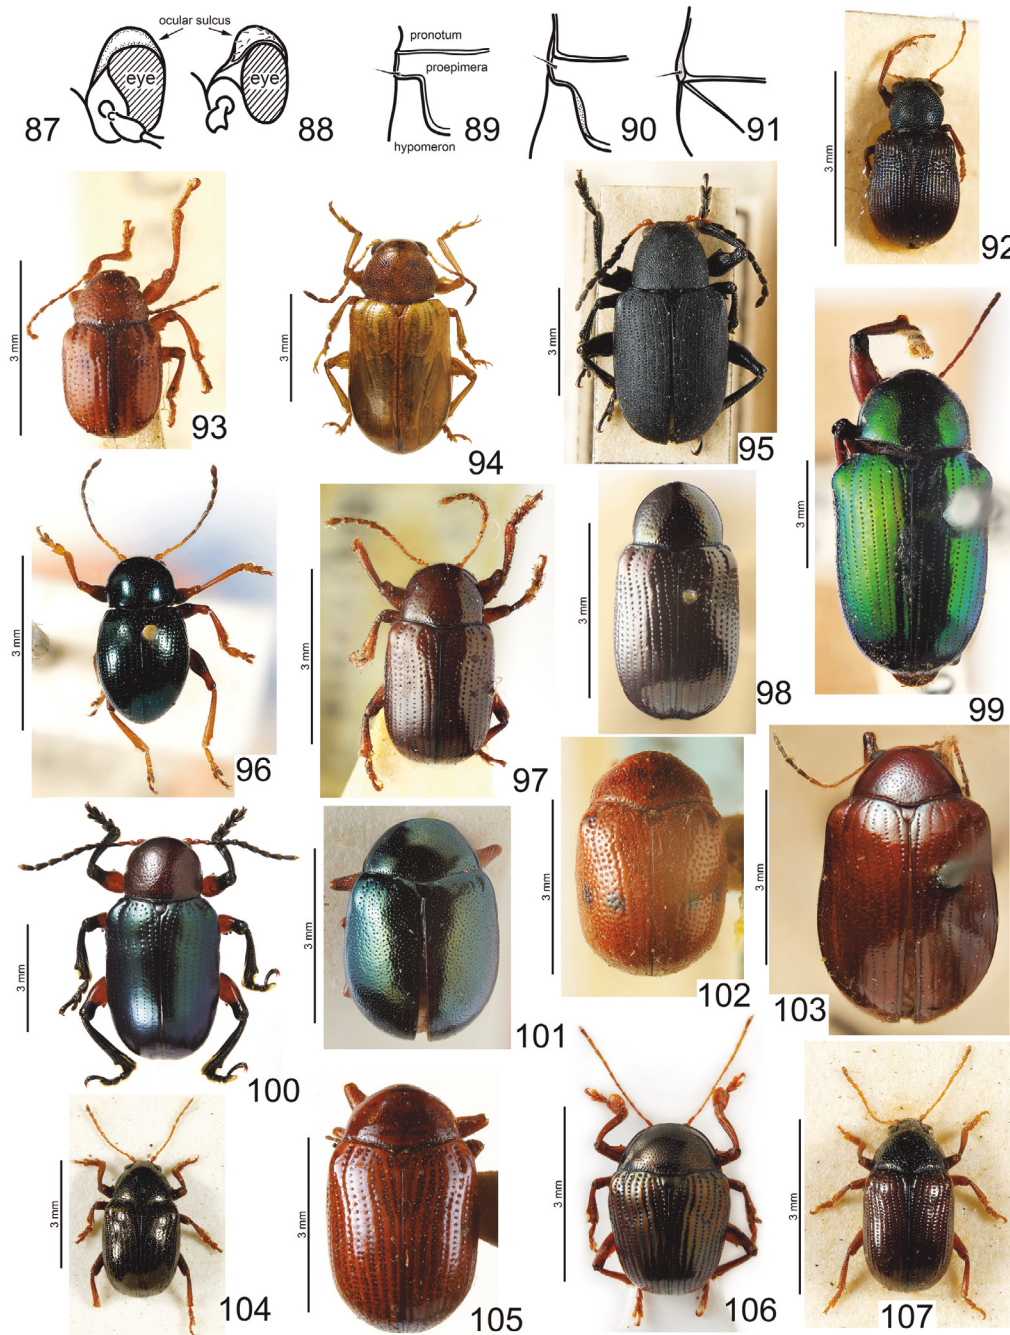 ocular sulcus
eye
eye
87
88
pronotum
proepimera
hypomeron
89
90
91
3 mm
92
3 mm
93
3 mm
94
3 mm
95
3 mm
96
3 mm
97
3 mm
98
3 mm
99
3 mm
100
3 mm
101
3 mm
102
3 mm
103
3 mm
104
3 mm
105
3 mm
106
3 mm
107